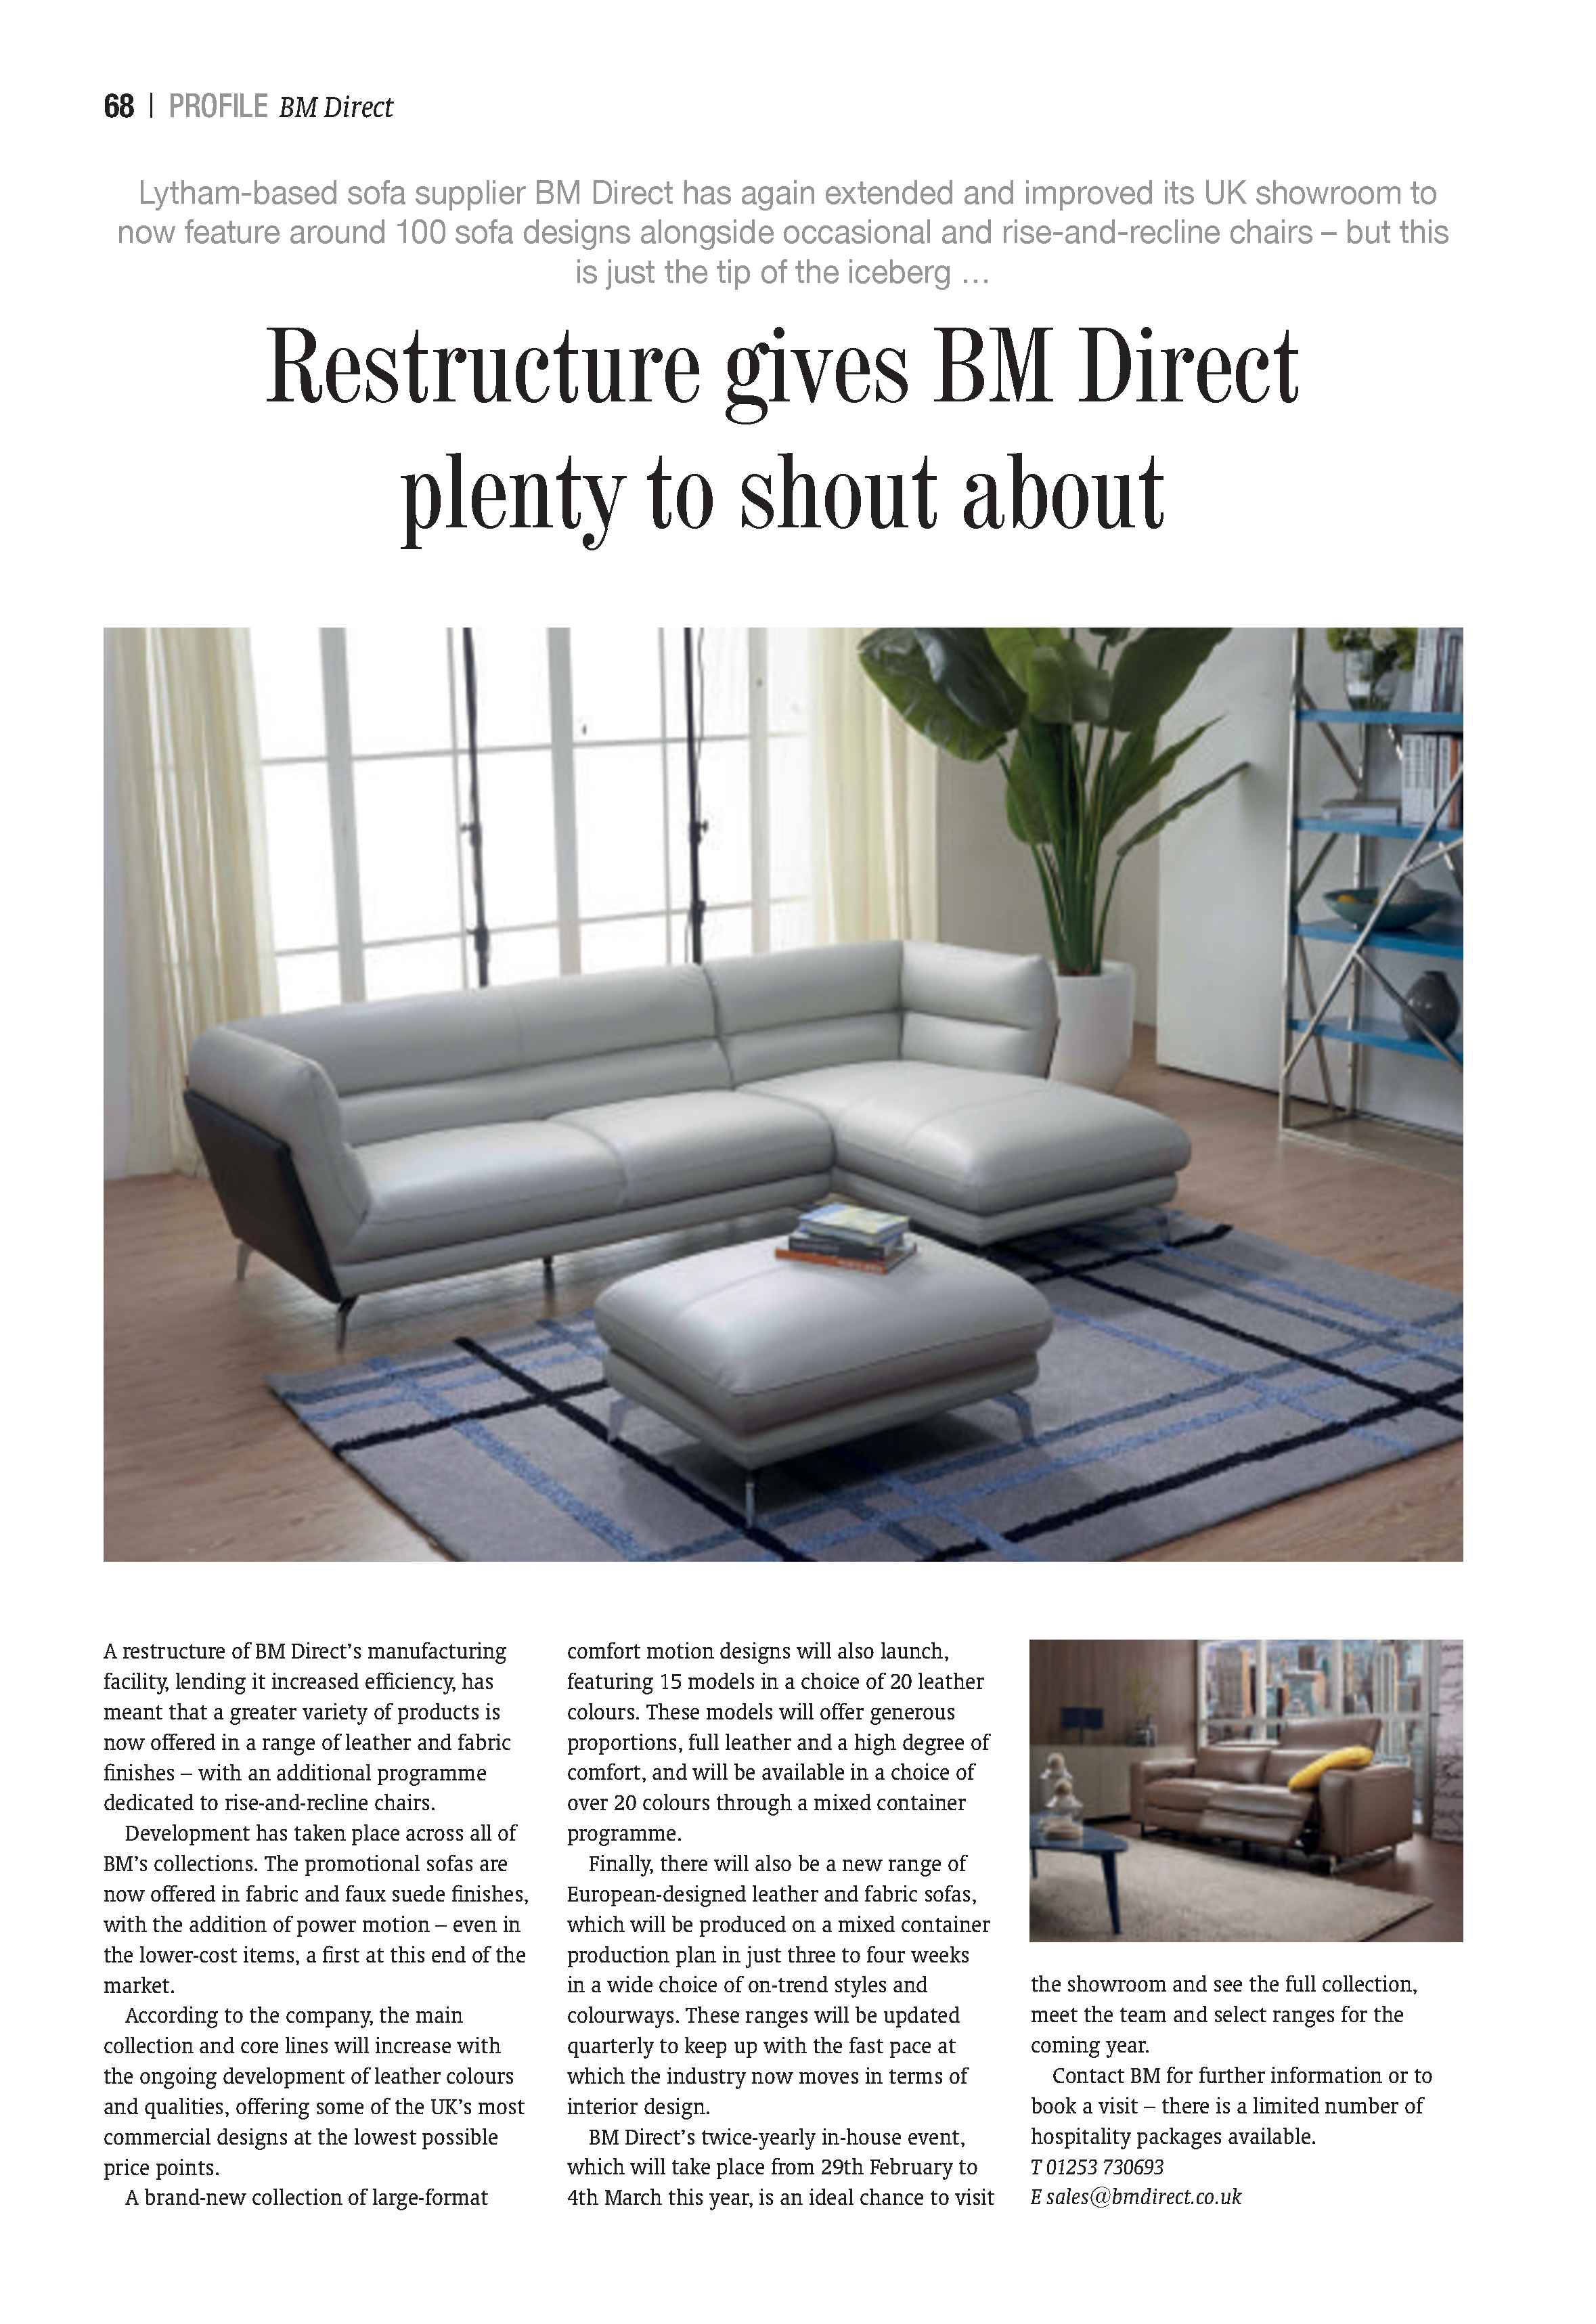 68 | PROFILE BM Direct
Lytham-based sofa supplier BM Direct has again extended and improved its UK showroom to
now feature around 100 sofa designs alongside occasional and rise-and-recline chairs – but this
is just the tip of the iceberg …
Restructure gives BM Direct
plenty to shout about
A restructure of BM Direct’s manufacturing
facility, lending it increased efficiency, has
meant that a greater variety of products is
now offered in a range of leather and fabric
finishes – with an additional programme
dedicated to rise-and-recline chairs.
Development has taken place across all of
BM’s collections. The promotional sofas are
now offered in fabric and faux suede finishes,
with the addition of power motion – even in
the lower-cost items, a first at this end of the
market.
According to the company, the main
collection and core lines will increase with
the ongoing development of leather colours
and qualities, offering some of the UK’s most
commercial designs at the lowest possible
price points.
A brand-new collection of large-format
comfort motion designs will also launch,
featuring 15 models in a choice of 20 leather
colours. These models will offer generous
proportions, full leather and a high degree of
comfort, and will be available in a choice of
over 20 colours through a mixed container
programme.
Finally, there will also be a new range of
European-designed leather and fabric sofas,
which will be produced on a mixed container
production plan in just three to four weeks
in a wide choice of on-trend styles and
colourways. These ranges will be updated
quarterly to keep up with the fast pace at
which the industry now moves in terms of
interior design.
BM Direct’s twice-yearly in-house event,
which will take place from 29th February to
4th March this year, is an ideal chance to visit
the showroom and see the full collection,
meet the team and select ranges for the
coming year.
Contact BM for further information or to
book a visit – there is a limited number of
hospitality packages available.
T 01253 730693
E sales@bmdirect.co.uk